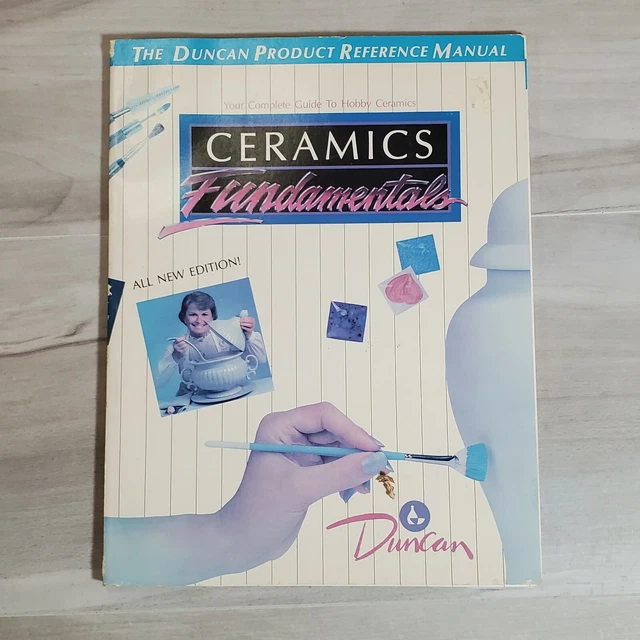 THE DUNCAN PRODUCT REFERENCE MANUAL
Your Complete Guide To Hobby Ceramics
CERAMICS
Fundamentals
ALL NEW EDITION!
Duncan